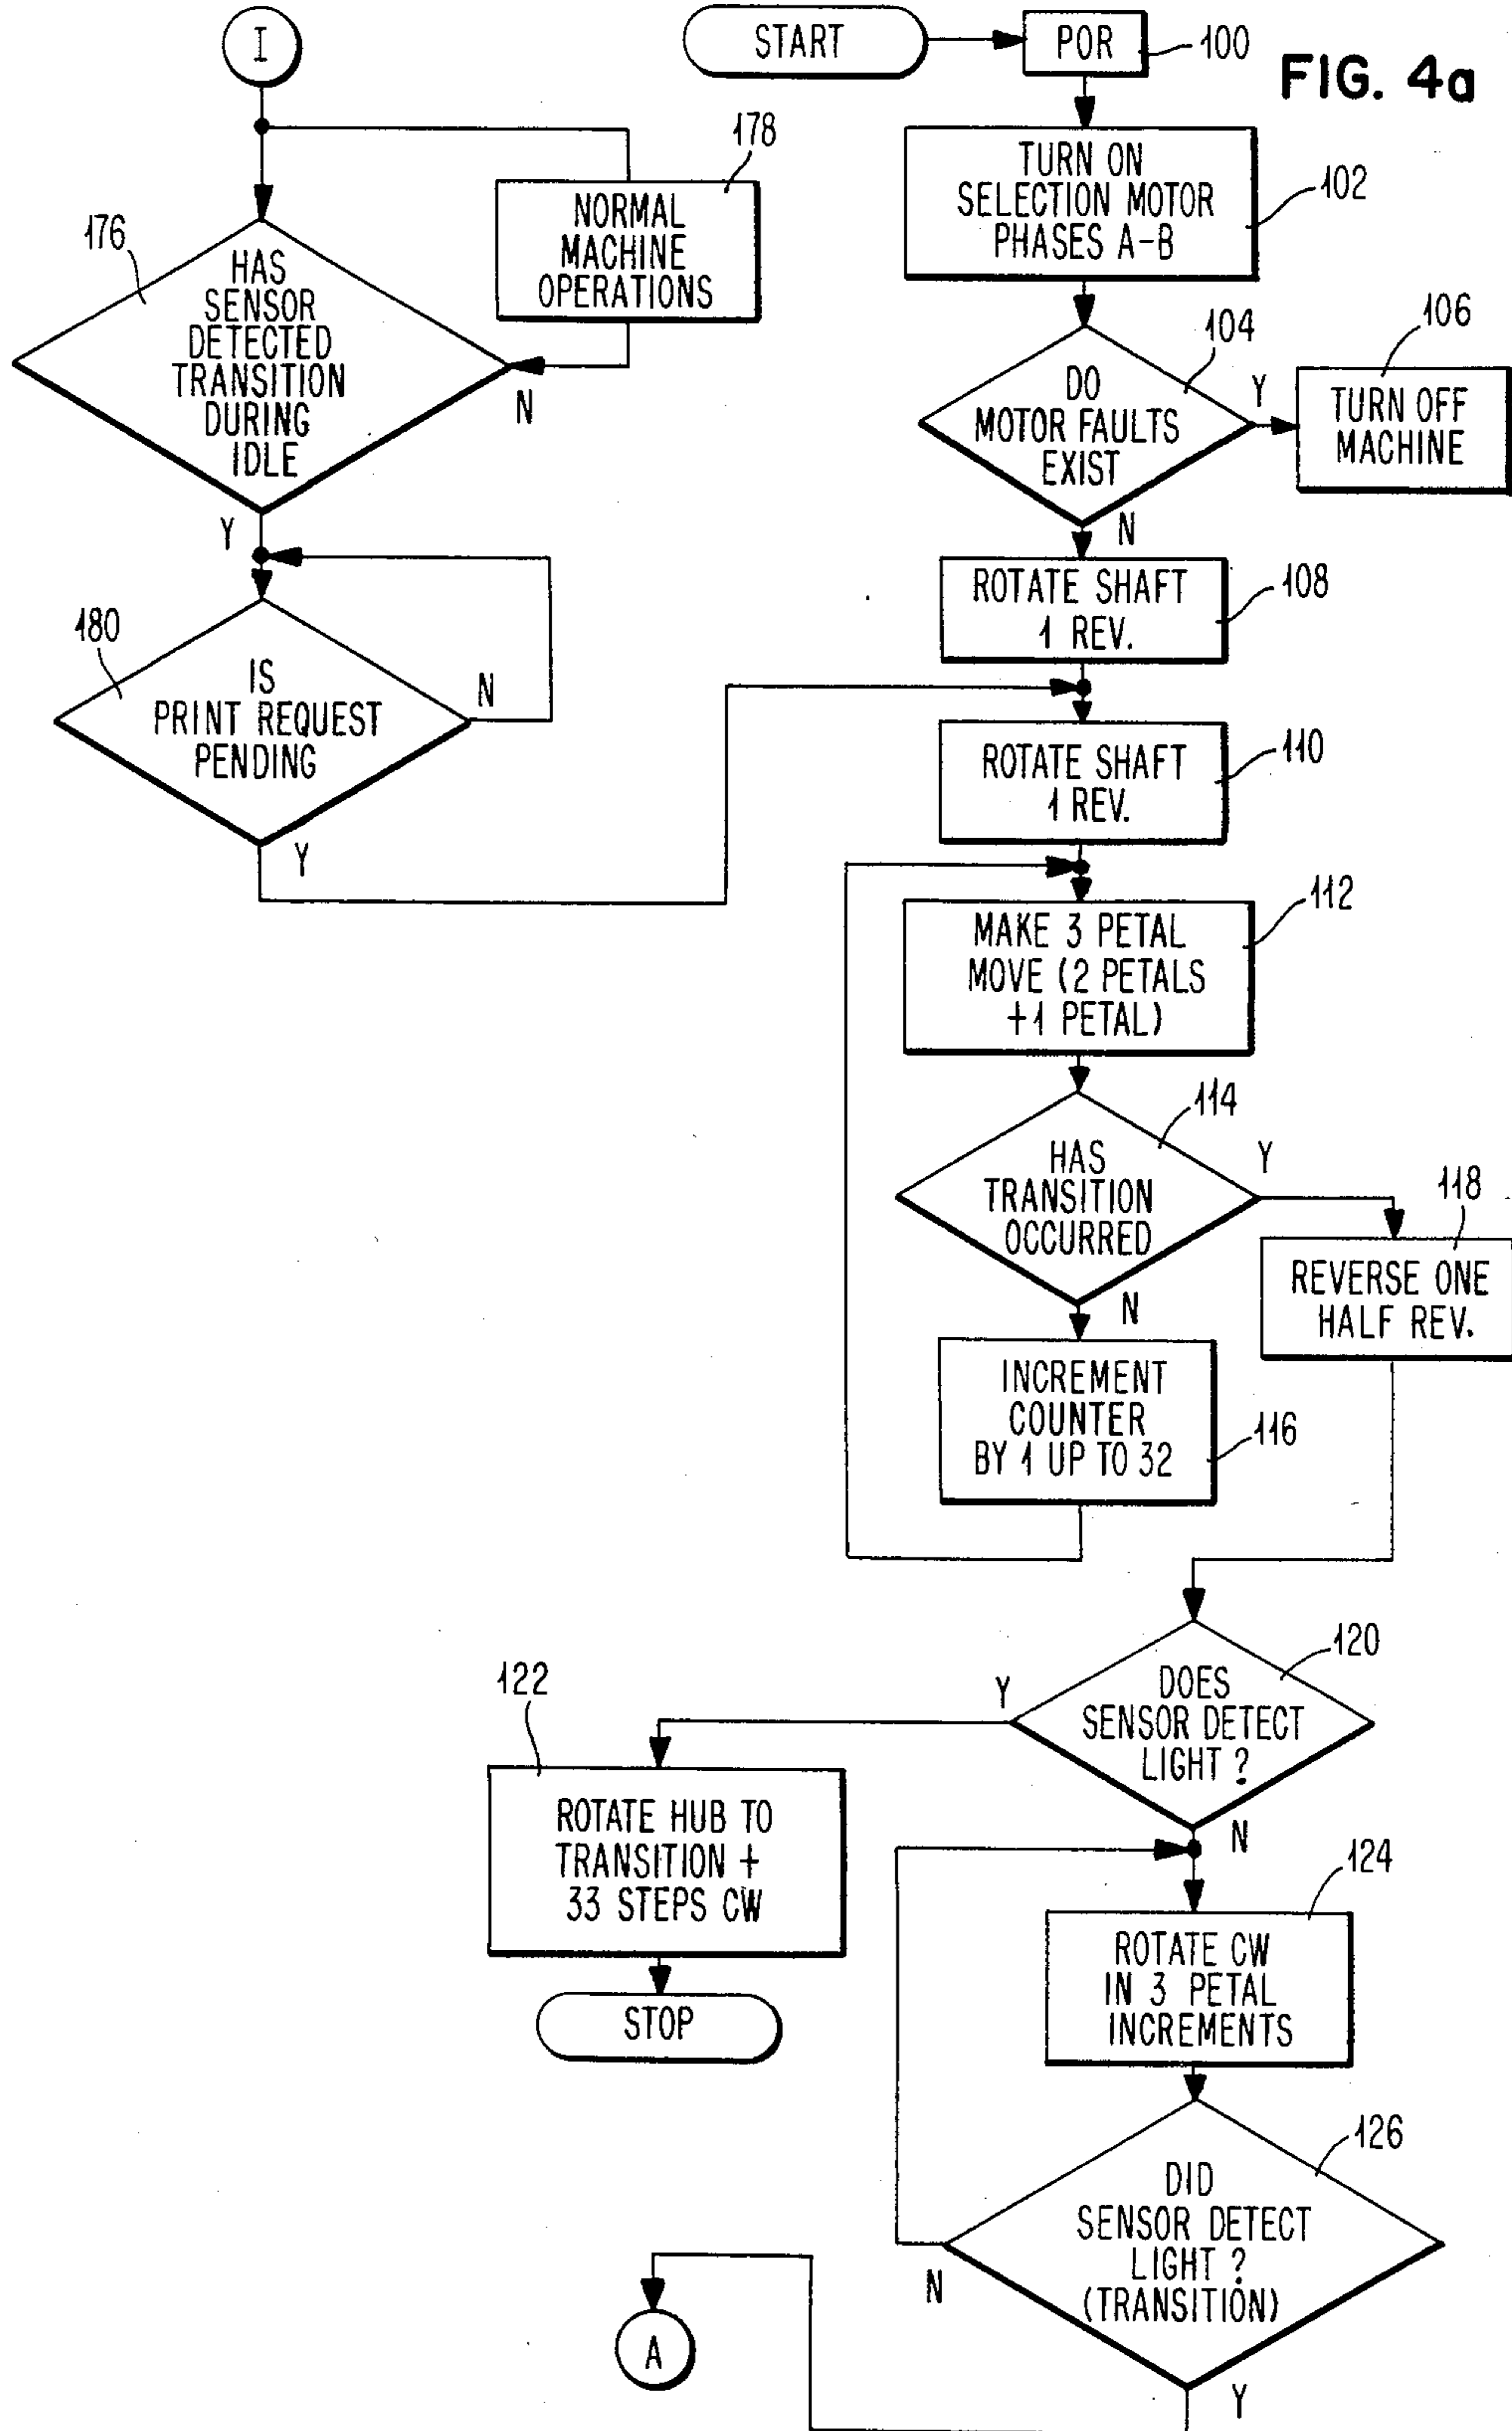 FIG. 4a
I
176
HAS
SENSOR
DETECTED
TRANSITION
DURING
IDLE
N
Y
178
NORMAL
MACHINE
OPERATIONS
180
IS
PRINT REQUEST
PENDING
N
Y
START
POR
100
TURN ON
SELECTION MOTOR
PHASES A-B
102
DO
MOTOR FAULTS
EXIST
104
Y
N
TURN OFF
MACHINE
106
ROTATE SHAFT
1 REV.
108
ROTATE SHAFT
1 REV.
110
MAKE 3 PETAL
MOVE (2 PETALS
+1 PETAL)
112
HAS
TRANSITION
OCCURRED
114
Y
N
INCREMENT
COUNTER
BY 1 UP TO 32
116
REVERSE ONE
HALF REV.
118
DOES
SENSOR DETECT
LIGHT ?
120
Y
N
122
ROTATE HUB TO
TRANSITION +
33 STEPS CW
STOP
ROTATE CW
IN 3 PETAL
INCREMENTS
124
DID
SENSOR DETECT
LIGHT ?
(TRANSITION)
126
N
Y
A